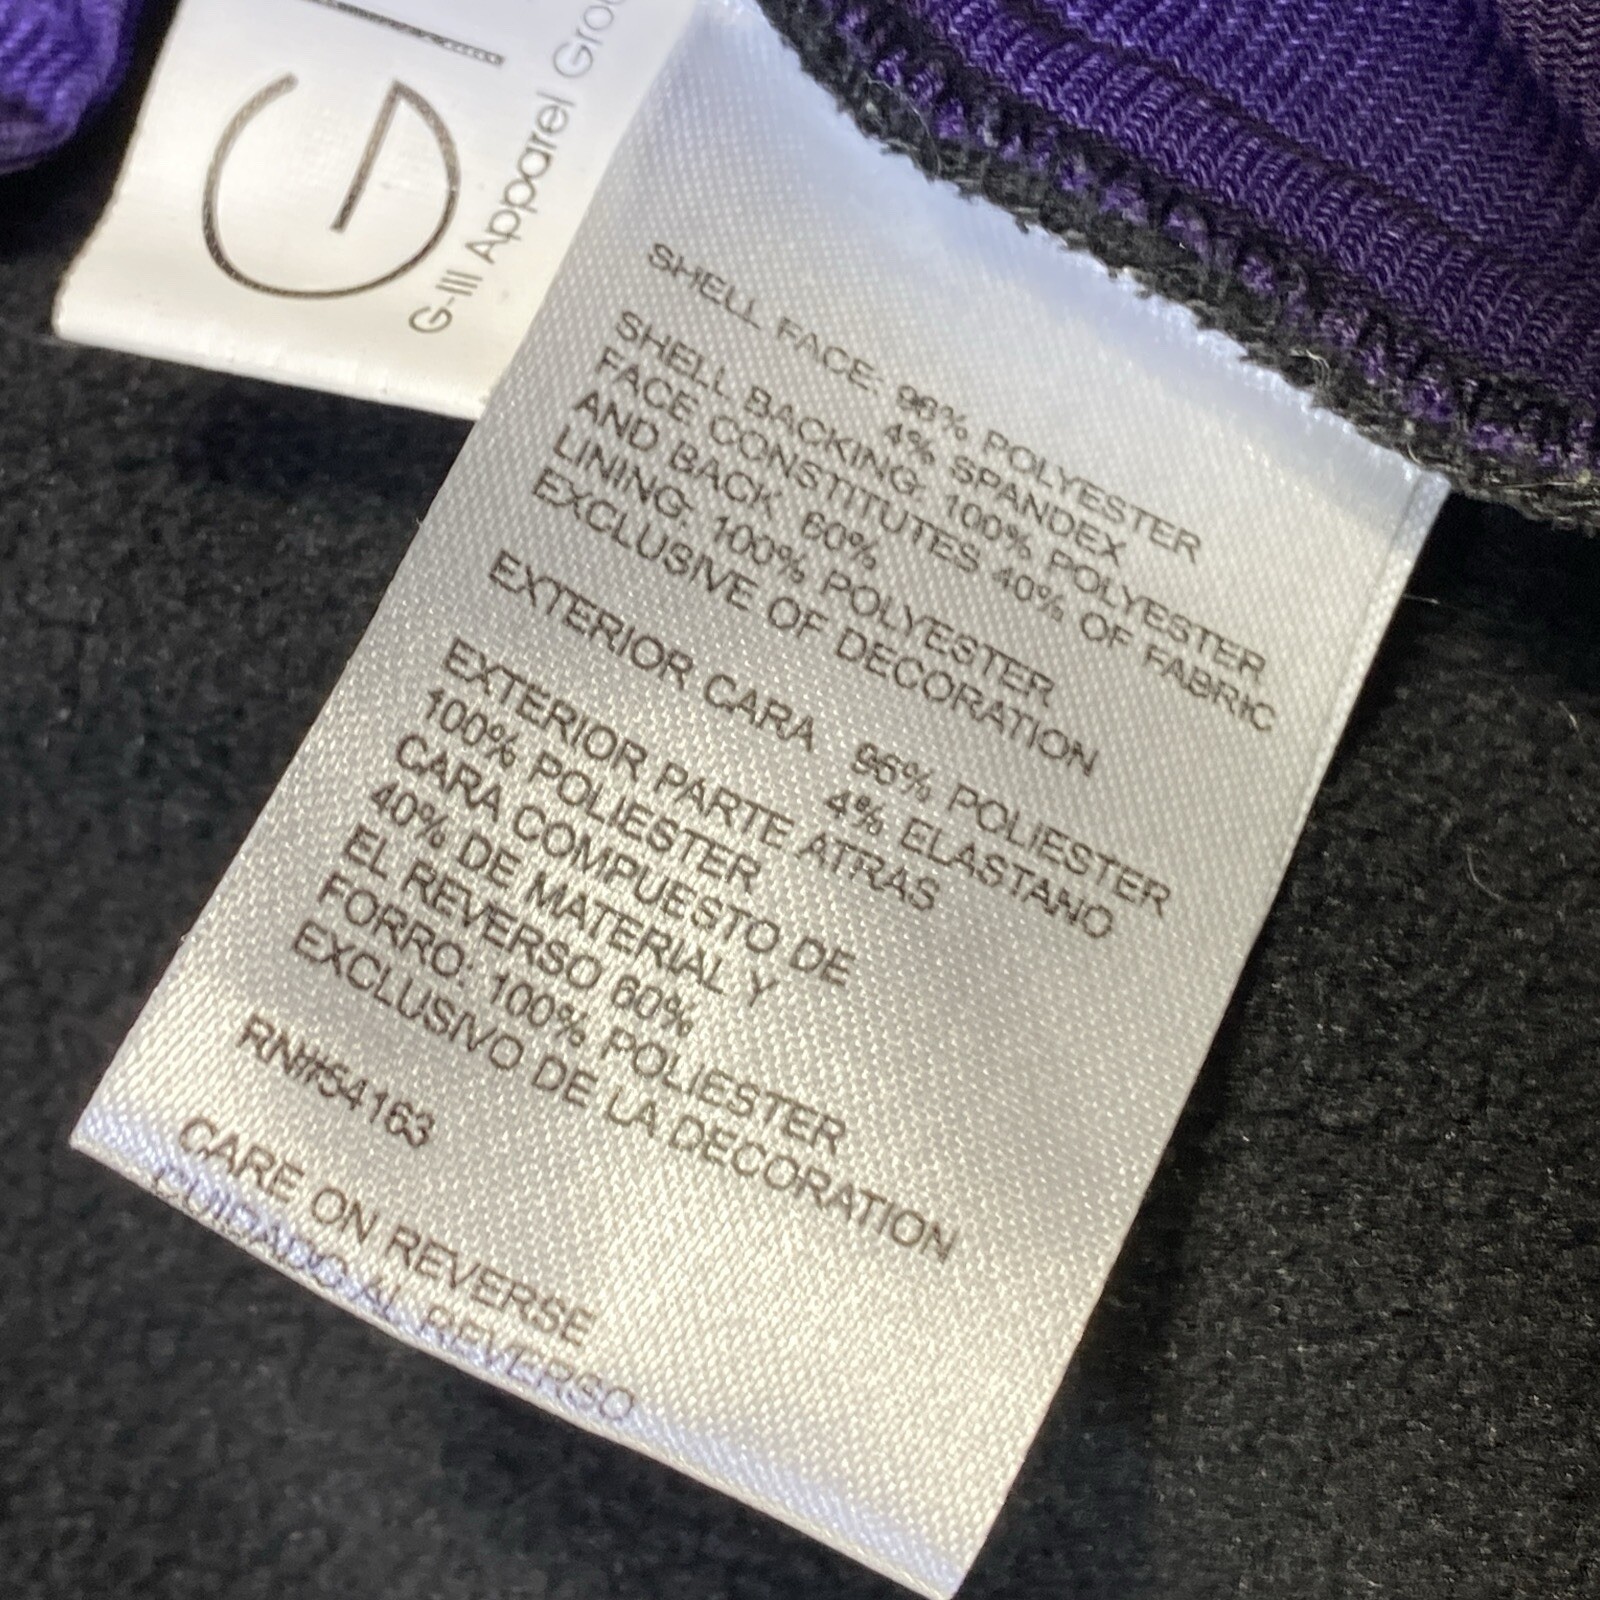 G-III Apparel
SHELL FACE: 96% POLYESTER
4% SPANDEX
SHELL BACKING: 100% POLYESTER
FACE CONSTITUTES 40% OF FABRIC
AND BACK 60%
LINING: 100% POLYESTER
EXCLUSIVE OF DECORATION
EXTERIOR CARA 96% POLIESTER
4% ELASTANO
EXTERIOR PARTE ATRAS
100% POLIESTER
CARA COMPUESTO DE
40% DE MATERIAL Y
EL REVERSO 60%
FORRO: 100% POLIESTER
EXCLUSIVO DE LA DECORATION
RN#54163
CARE ON REVERSE
CUIDADO AL REVERSO